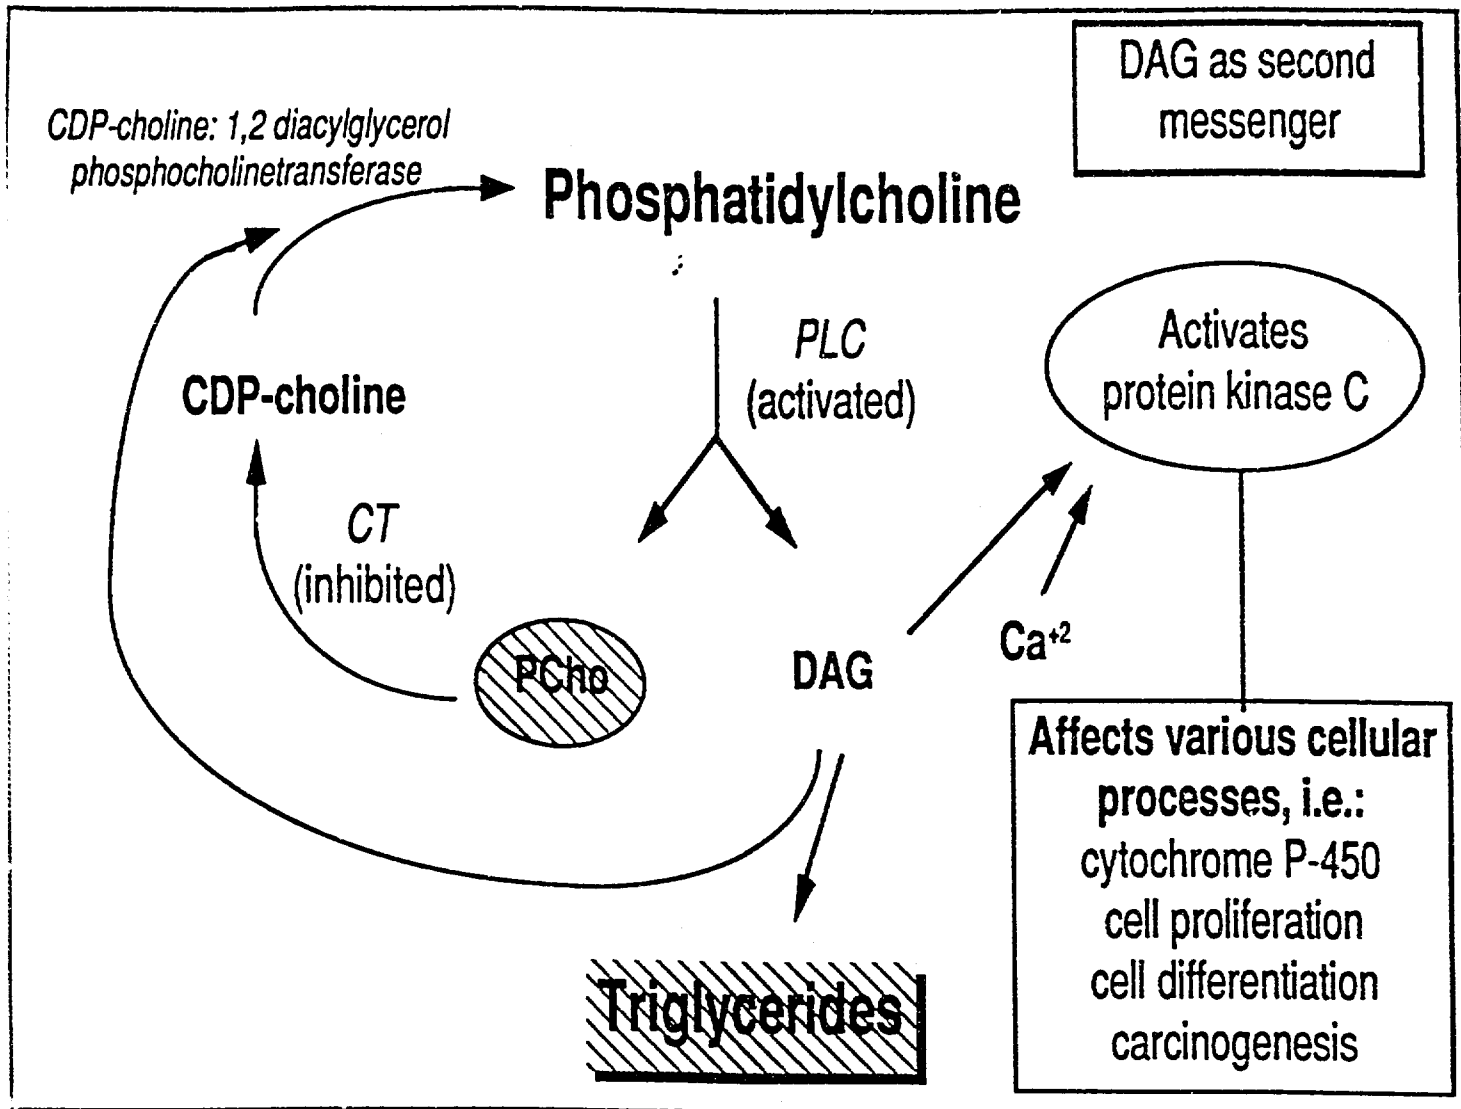 DAG as second
messenger
CDP-choline: 1,2 diacylglycerol
phosphocholinetransferase
Phosphatidylcholine
PLC
(activated)
Activates
protein kinase C
CDP-choline
CT
(inhibited)
PCho
DAG
Ca+2
Affects various cellular
processes, i.e.:
cytochrome P-450
cell proliferation
cell differentiation
carcinogenesis
Triglycerides